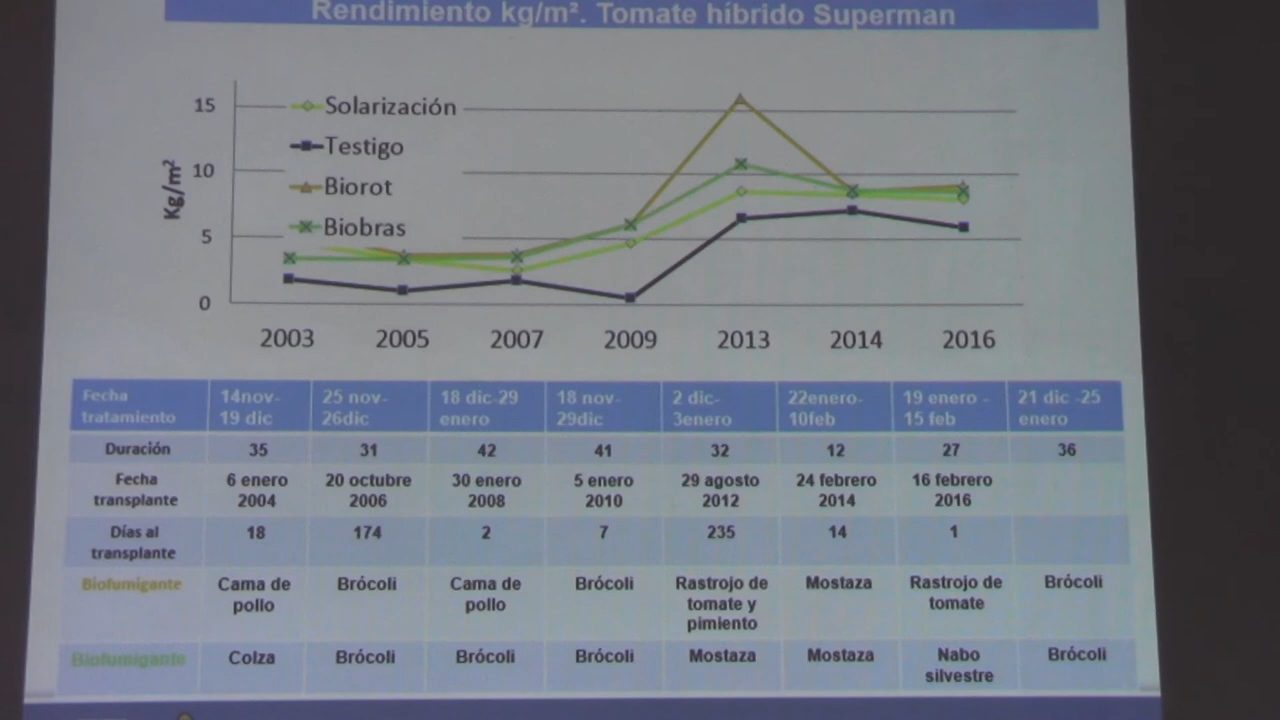 Rendimiento kg/m². Tomate híbrido Superman
Kg/m²
15
10
5
0
Solarización
Testigo
Biorot
Biobras
2003 2005 2007 2009 2013 2014 2016
Fecha tratamiento 14nov-19 dic 25 nov-26dic 18 dic-29 enero 18 nov-29dic 2 dic-3enero 22enero-10feb 19 enero -15 feb 21 dic -25 enero
Duración 35 31 42 41 32 12 27 36
Fecha transplante 6 enero 2004 20 octubre 2006 30 enero 2008 5 enero 2010 29 agosto 2012 24 febrero 2014 16 febrero 2016
Días al transplante 18 174 2 7 235 14 1
Biofumigante Cama de pollo Brócoli Cama de pollo Brócoli Rastrojo de tomate y pimiento Mostaza Rastrojo de tomate Brócoli
Biofumigante Colza Brócoli Brócoli Brócoli Mostaza Mostaza Nabo silvestre Brócoli